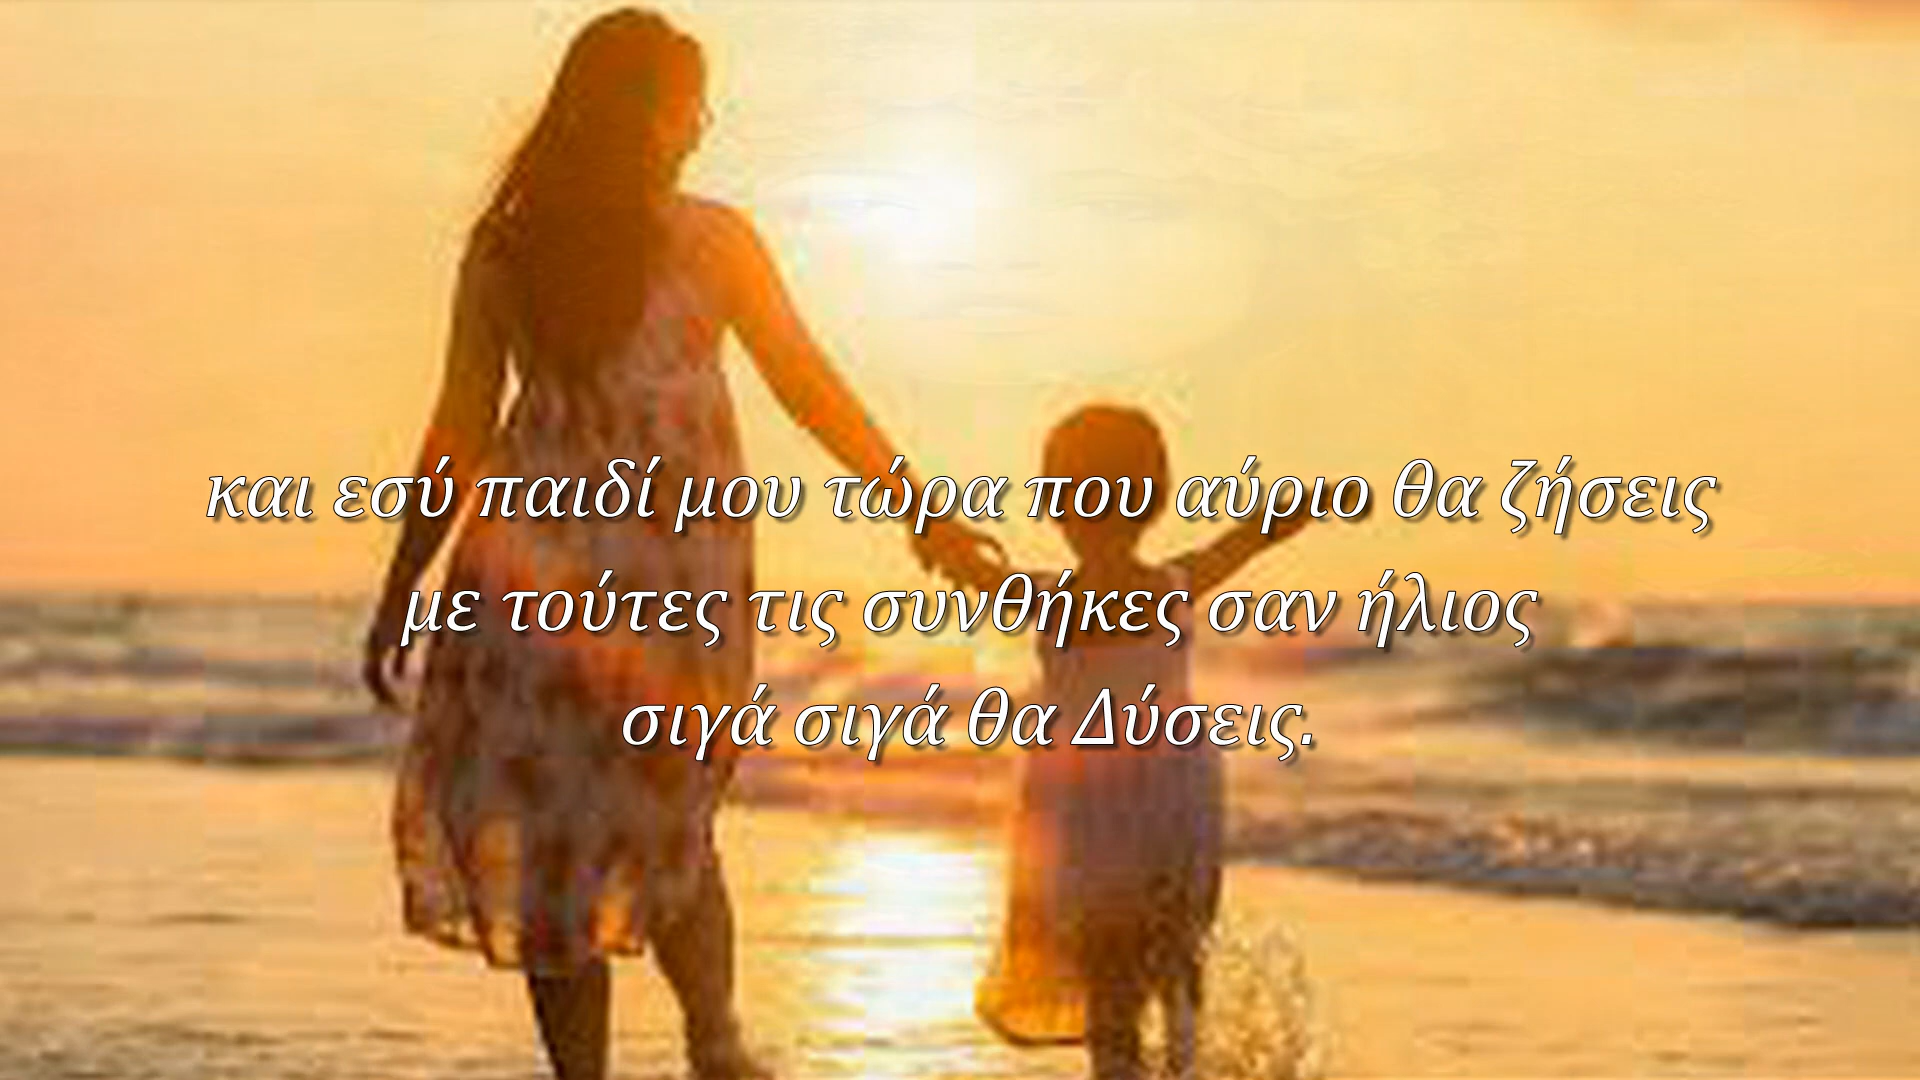 και εσύ παιδί μου τώρα που αύριο θα ζήσεις
με τούτες τις συνθήκες σαν ήλιος
σιγά σιγά θα Δύσεις.